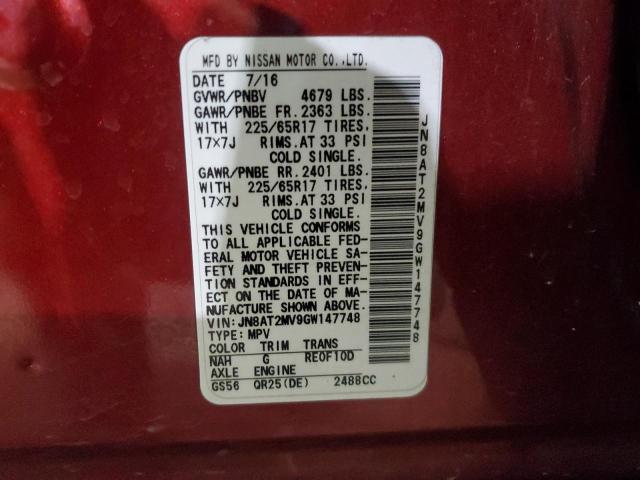 MFD BY NISSAN MOTOR CO.,LTD.
DATE 7/16
GVWR/PNBV 4679 LBS.
GAWR/PNBE FR. 2363 LBS.
WITH 225/65R17 TIRES,
17×7J RIMS.AT 33 PSI
COLD SINGLE.
GAWR/PNBE RR. 2401 LBS.
WITH 225/65R17 TIRES,
17×7J RIMS.AT 33 PSI
COLD SINGLE.
THIS VEHICLE CONFORMS
TO ALL APPLICABLE FED-
ERAL MOTOR VEHICLE SA-
FETY AND THEFT PREVEN-
TION STANDARDS IN EFF-
ECT ON THE DATE OF MA-
NUFACTURE SHOWN ABOVE.
VIN:JN8AT2MV9GW147748
TYPE:MPV
COLOR TRIM TRANS
NAH G RE0F10D
AXLE ENGINE
GS56 QR25(DE) 2488CC
JN8AT2MV9GW147748